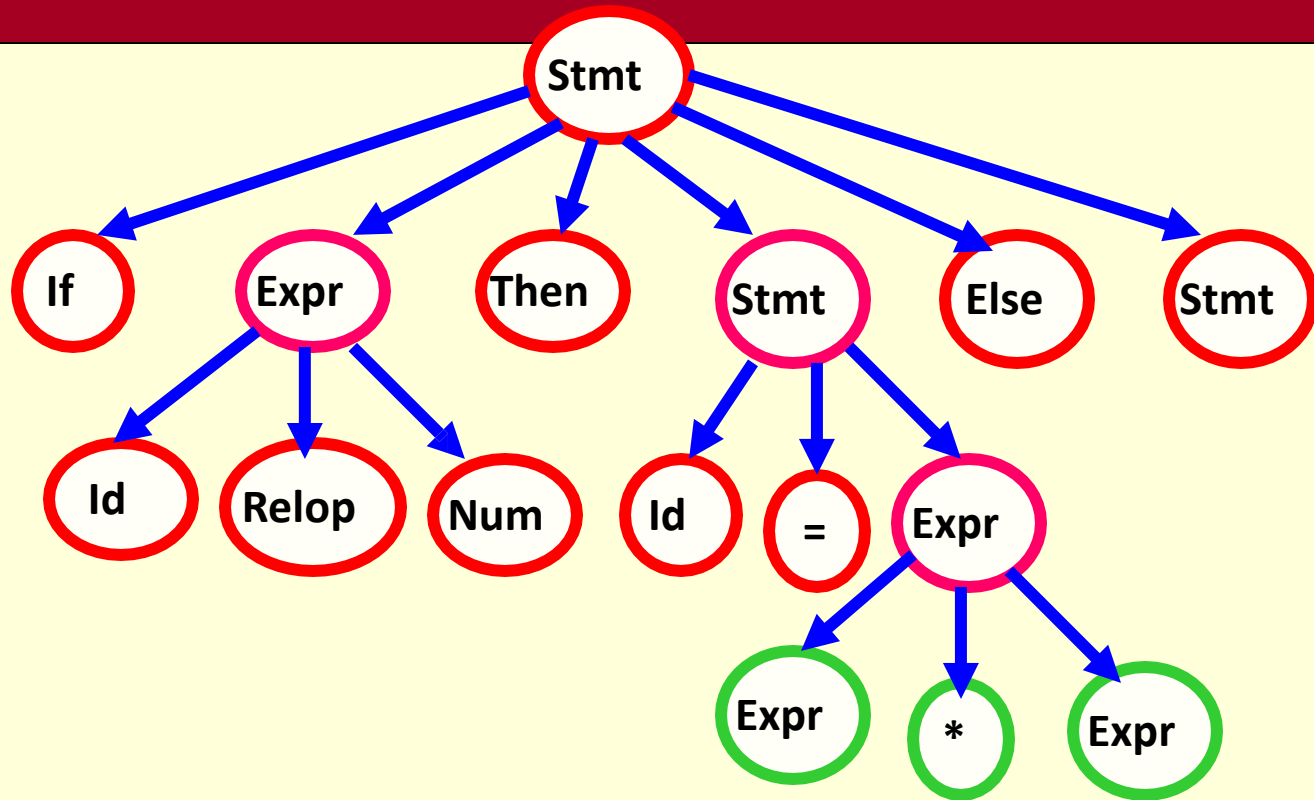 Stmt
If Expr Then Stmt Else Stmt
Id Relop Num Id = Expr
Expr * Expr